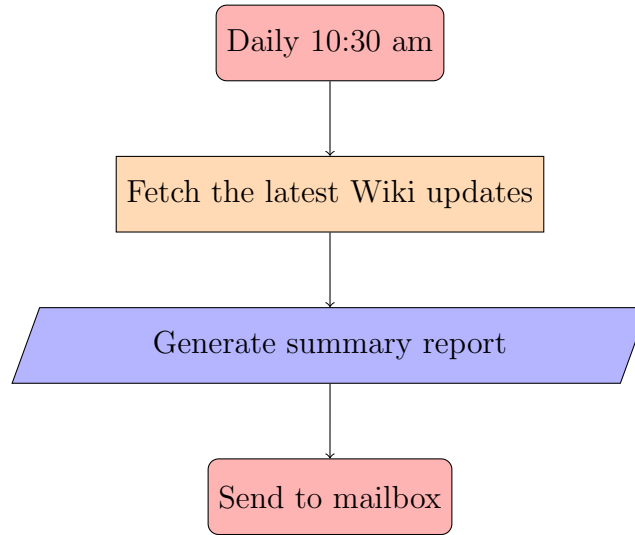 Daily 10:30 am
Fetch the latest Wiki updates
Generate summary report
Send to mailbox